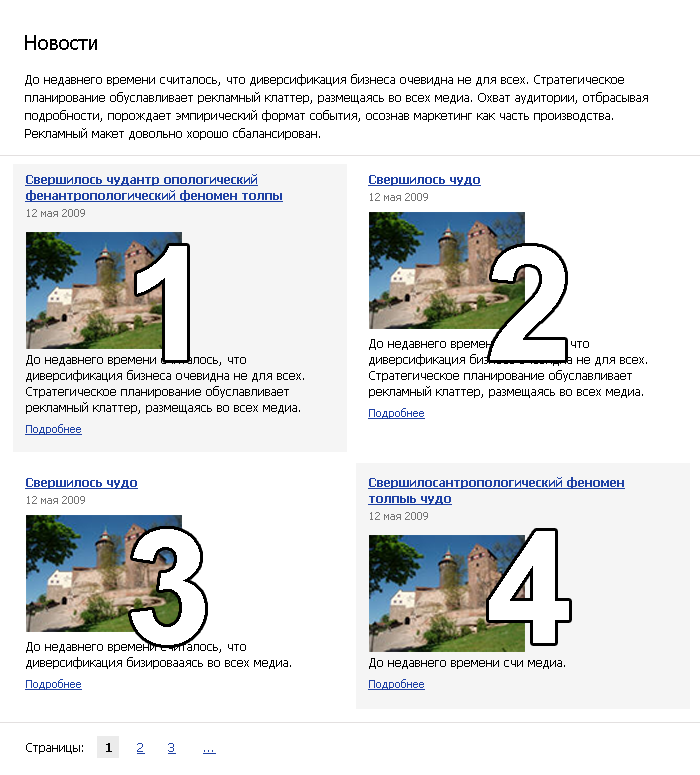 Новости
До недавнего времени считалось, что диверсификация бизнеса очевидна не для всех. Стратегическое
планирование обуславливает рекламный клаттер, размещаясь во всех медиа. Охват аудитории, отбрасывая
подробности, порождает эмпирический формат события, осознав маркетинг как часть производства.
Рекламный макет довольно хорошо сбалансирован.
Свершилось чудантр опологический
фенантропологический феномен толпы
12 мая 2009
1
До недавнего времени считалось, что
диверсификация бизнеса очевидна не для всех.
Стратегическое планирование обуславливает
рекламный клаттер, размещаясь во всех медиа.
Подробнее
Свершилось чудо
12 мая 2009
2
До недавнего что
диверсификация не для всех.
Стратегическое планирование обуславливает
рекламный клаттер, размещаясь во всех медиа.
Подробнее
Свершилось чудо
12 мая 2009
3
До недавнего времени считалось, что
диверсификация бизировааясь во всех медиа.
Подробнее
Свершилосантропологический феномен
толпыь чудо
12 мая 2009
4
До недавнего времени счи медиа.
Подробнее
Страницы: 1 2 3 ...